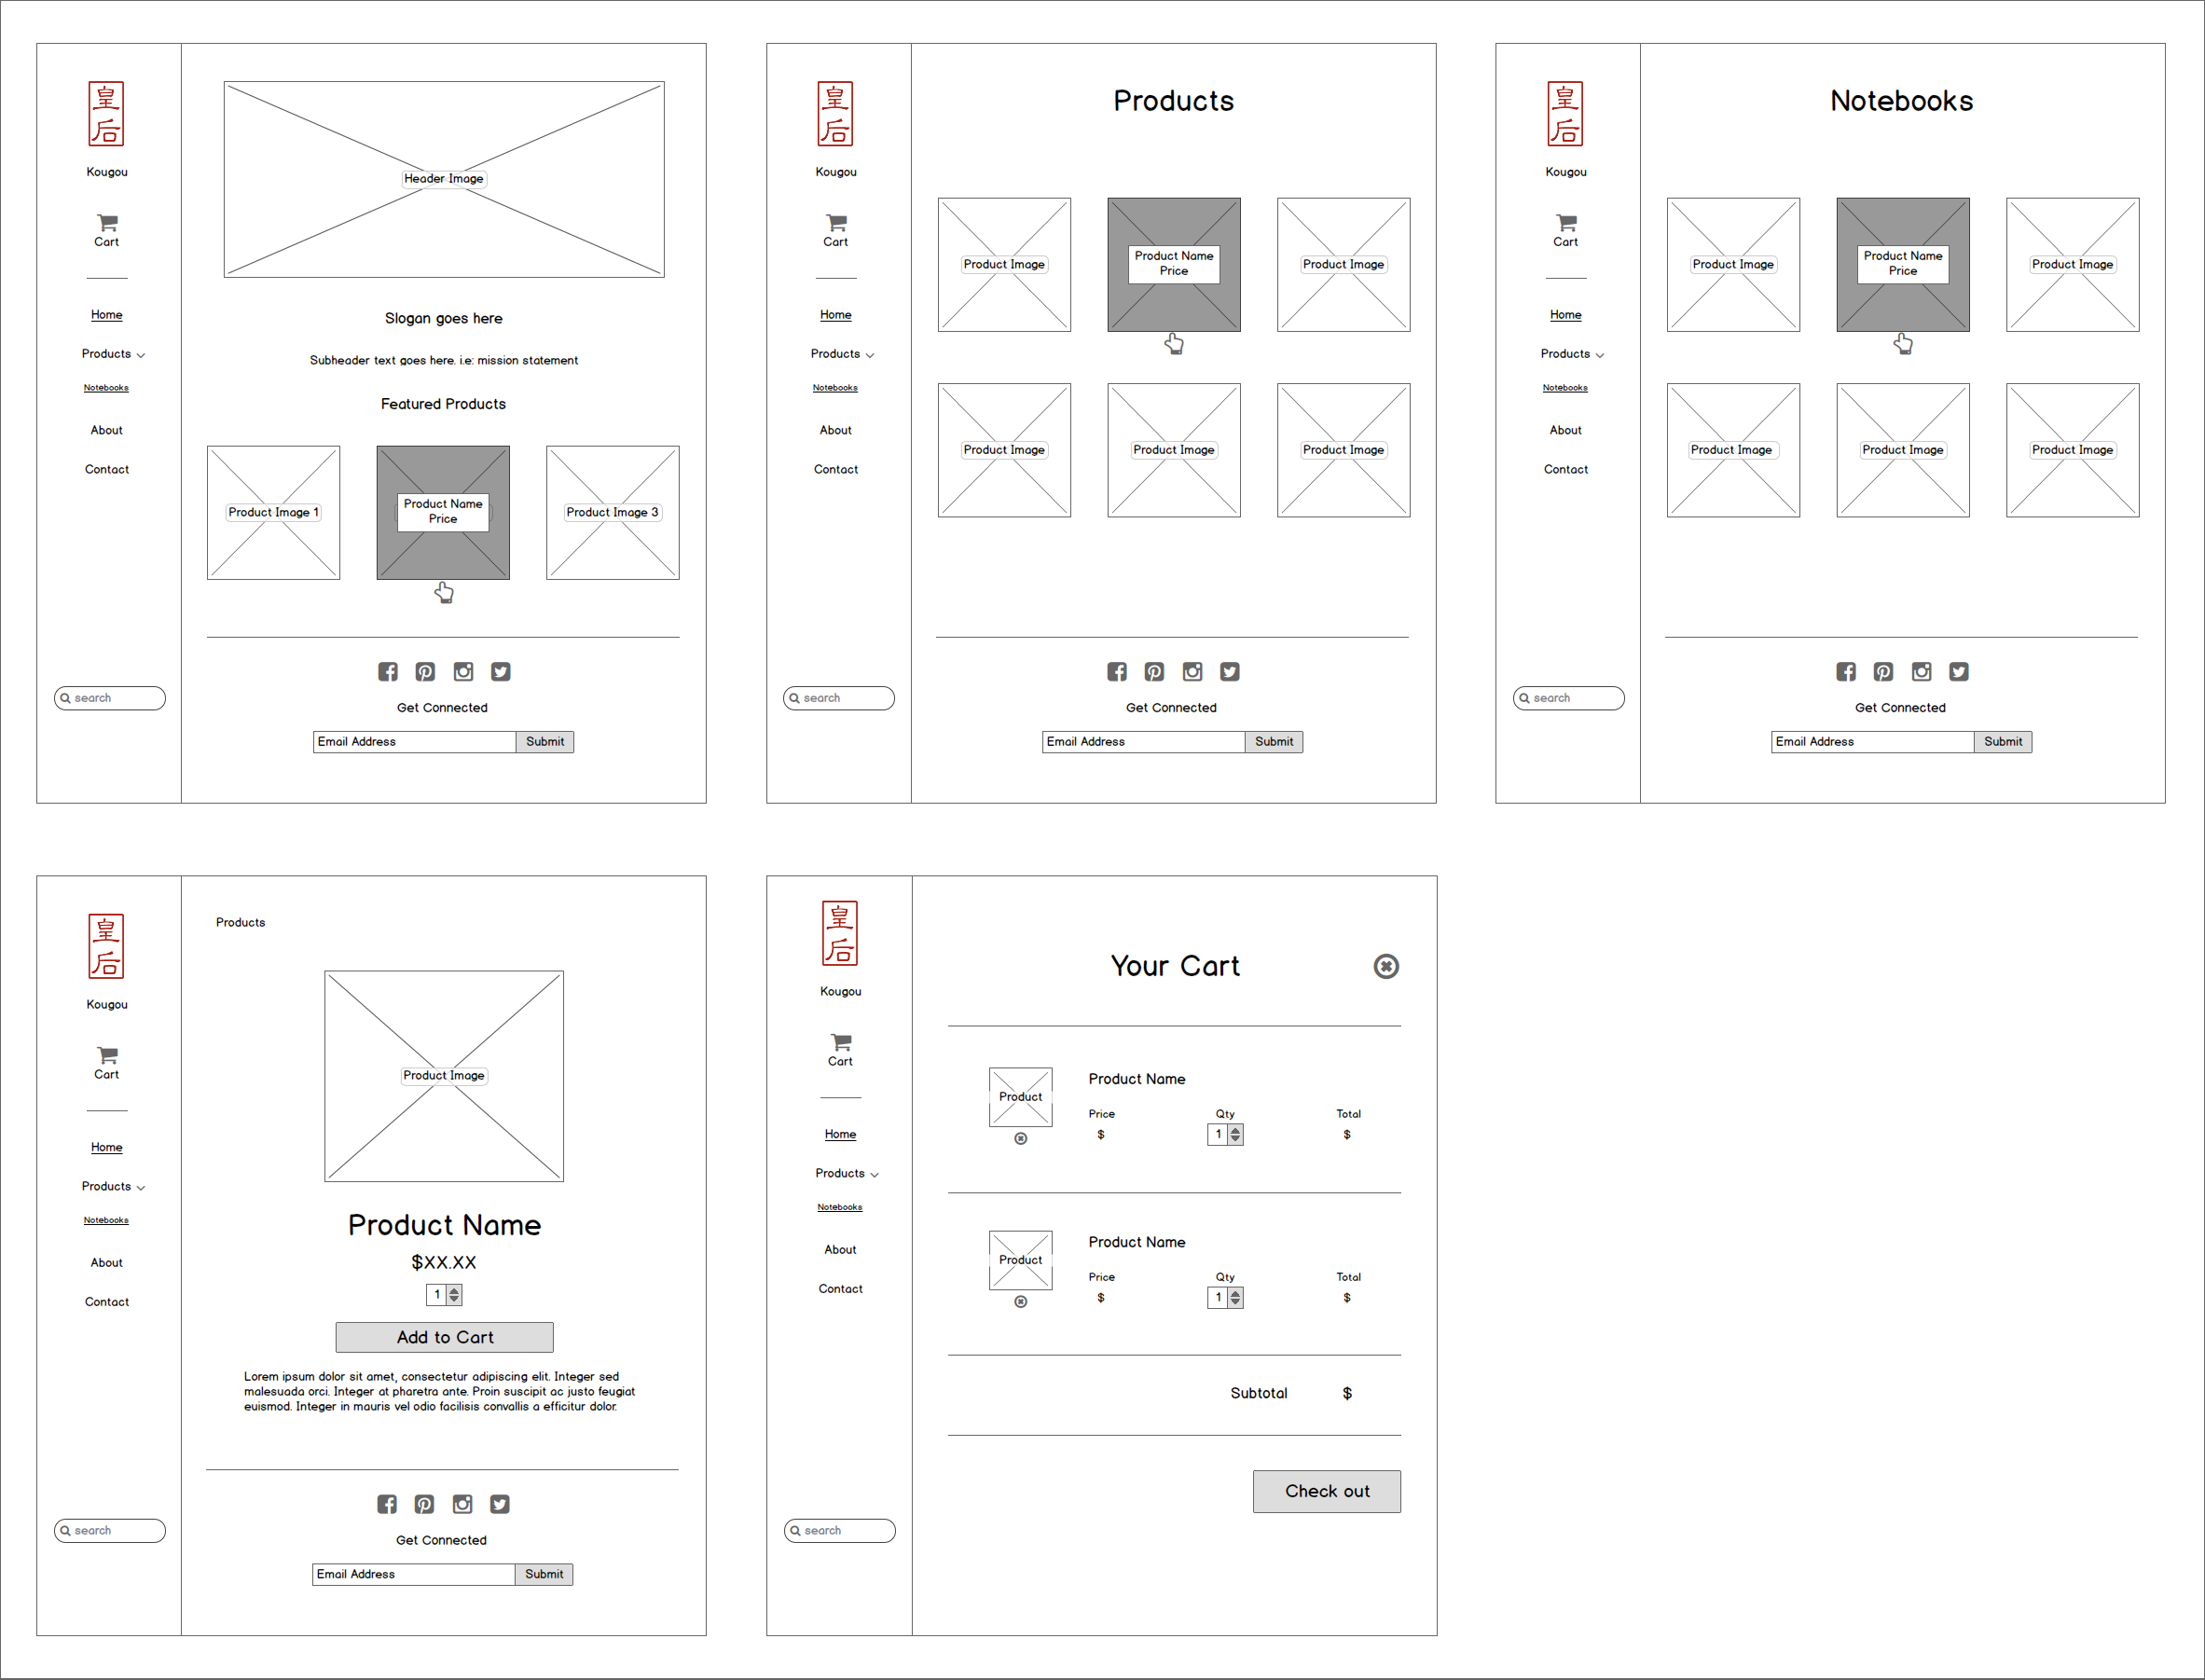 皇
后
Kougou
Cart
Home
Products
Notebooks
About
Contact
search
Header Image
Slogan goes here
Subheader text goes here. i.e: mission statement
Featured Products
Product Image 1
Product Name
Price
Product Image 3
Get Connected
Email Address Submit
皇
后
Kougou
Cart
Home
Products
Notebooks
About
Contact
search
Products
Product Image
Product Name
Price
Product Image
Product Image
Product Image
Product Image
Get Connected
Email Address Submit
皇
后
Kougou
Cart
Home
Products
Notebooks
About
Contact
search
Notebooks
Product Image
Product Name
Price
Product Image
Product Image
Product Image
Product Image
Get Connected
Email Address Submit
皇
后
Kougou
Cart
Home
Products
Notebooks
About
Contact
search
Products
Product Image
Product Name
$XX.XX
1
Add to Cart
Lorem ipsum dolor sit amet, consectetur adipiscing elit. Integer sed
malesuada orci. Integer at pharetra ante. Proin suscipit ac justo feugiat
euismod. Integer in mauris vel odio facilisis convallis a efficitur dolor.
Get Connected
Email Address Submit
皇
后
Kougou
Cart
Home
Products
Notebooks
About
Contact
search
Your Cart
Product
Product Name
Price Qty Total
$ 1 $
Product
Product Name
Price Qty Total
$ 1 $
Subtotal $
Check out